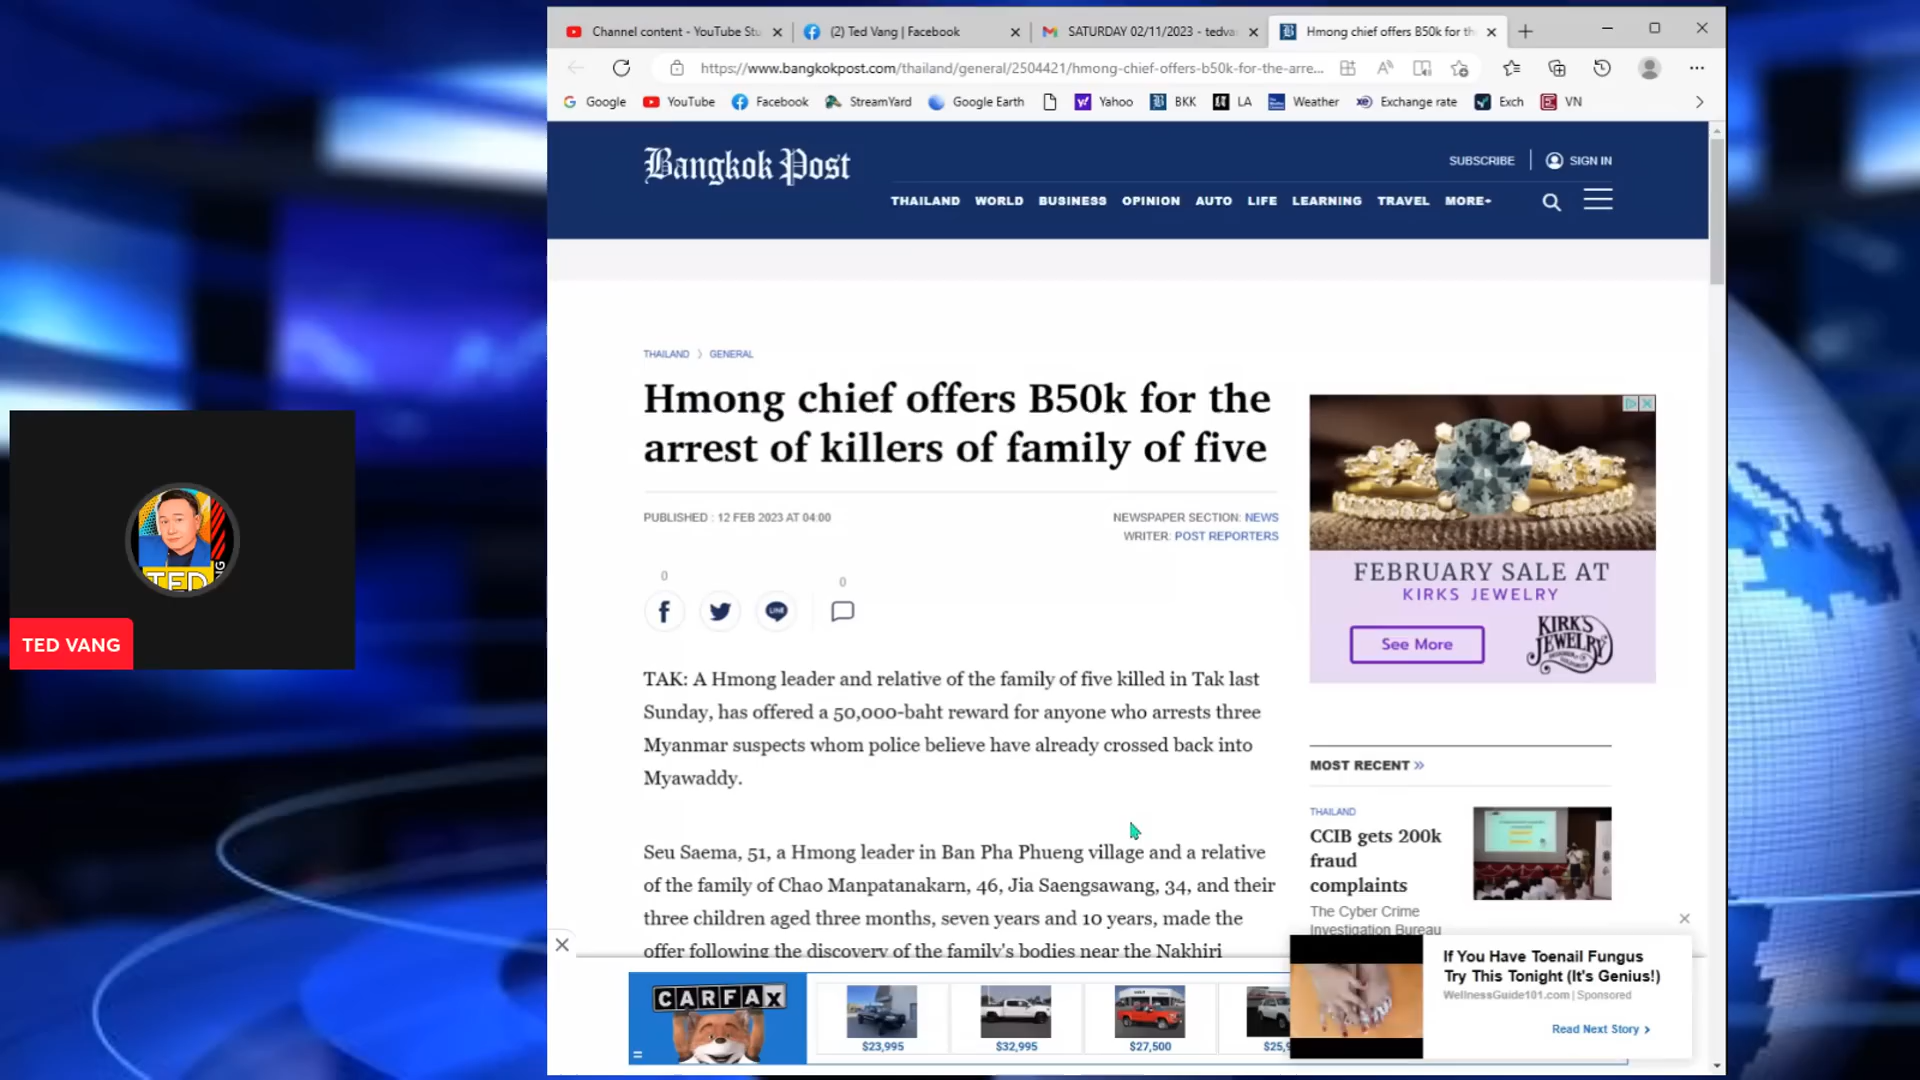 Channel content - YouTube Stu
(2) Ted Vang | Facebook
SATURDAY 02/11/2023 - tedva
Hmong chief offers B50k for th
https://www.bangkokpost.com/thailand/general/2504421/hmong-chief-offers-b50k-for-the-arre...
Google
YouTube
Facebook
StreamYard
Google Earth
Yahoo
BKK
LA
Weather
Exchange rate
Exch
VN
Bangkok Post
SUBSCRIBE
SIGN IN
THAILAND WORLD BUSINESS OPINION AUTO LIFE LEARNING TRAVEL MORE+
THAILAND > GENERAL
Hmong chief offers B50k for the
arrest of killers of family of five
PUBLISHED : 12 FEB 2023 AT 04:00
NEWSPAPER SECTION: NEWS
WRITER: POST REPORTERS
0
0
LINE
TAK: A Hmong leader and relative of the family of five killed in Tak last
Sunday, has offered a 50,000-baht reward for anyone who arrests three
Myanmar suspects whom police believe have already crossed back into
Myawaddy.
Seu Saema, 51, a Hmong leader in Ban Pha Phueng village and a relative
of the family of Chao Manpatanakarn, 46, Jia Saengsawang, 34, and their
three children aged three months, seven years and 10 years, made the
offer following the discovery of the family's bodies near the Nakhiri
FEBRUARY SALE AT
KIRKS JEWELRY
See More
KIRK'S
JEWELRY
MOST RECENT »
THAILAND
CCIB gets 200k
fraud
complaints
The Cyber Crime
Investigation Bureau
If You Have Toenail Fungus
Try This Tonight (It's Genius!)
WellnessGuide101.com | Sponsored
Read Next Story >
CARFAX
$23,995
$32,995
$27,500
$25,9
TED
TED VANG